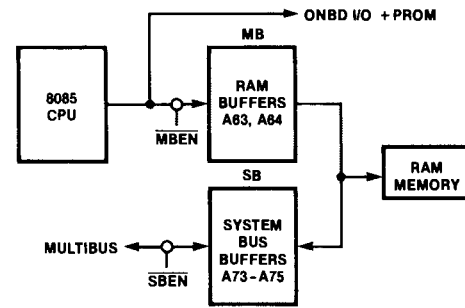 ONBD I/O + PROM
MB
8085
CPU
RAM
BUFFERS
A63, A64
MBEN
RAM
MEMORY
SB
SYSTEM
BUS
BUFFERS
A73-A75
MULTIBUS
SBEN